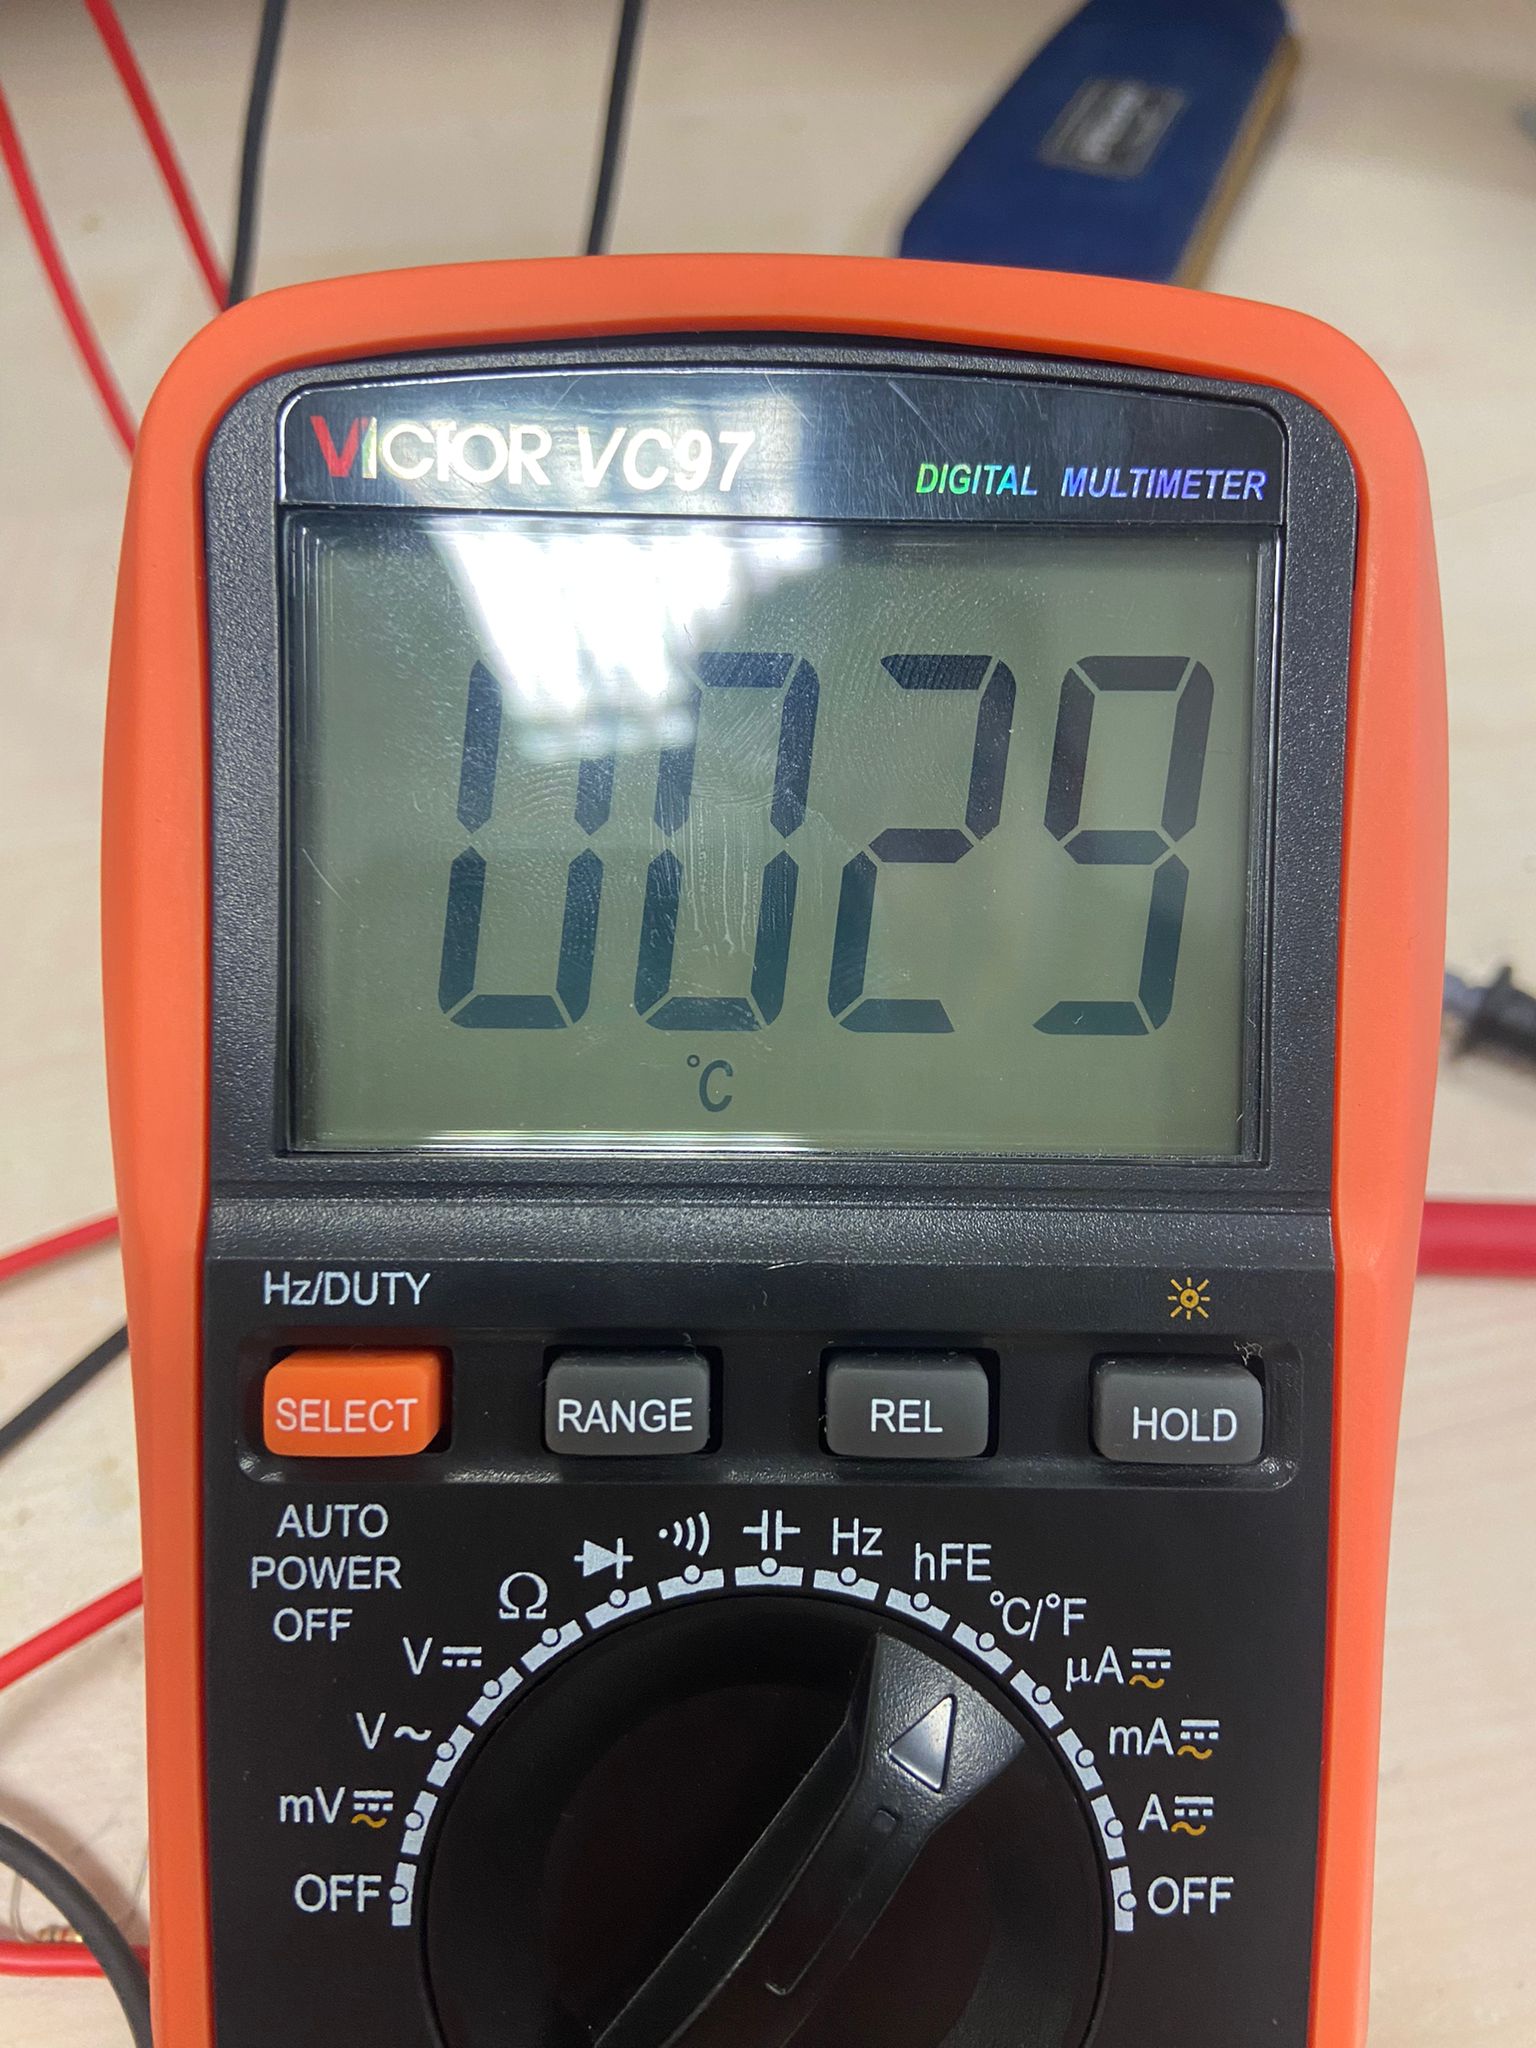 VICTOR VC97
DIGITAL MULTIMETER
0029
°C
Hz/DUTY
SELECT RANGE REL HOLD
AUTO
POWER
OFF
OFF
mV
V~
V
Ω
Hz
hFE
°C/°F
μA
mA
A
OFF